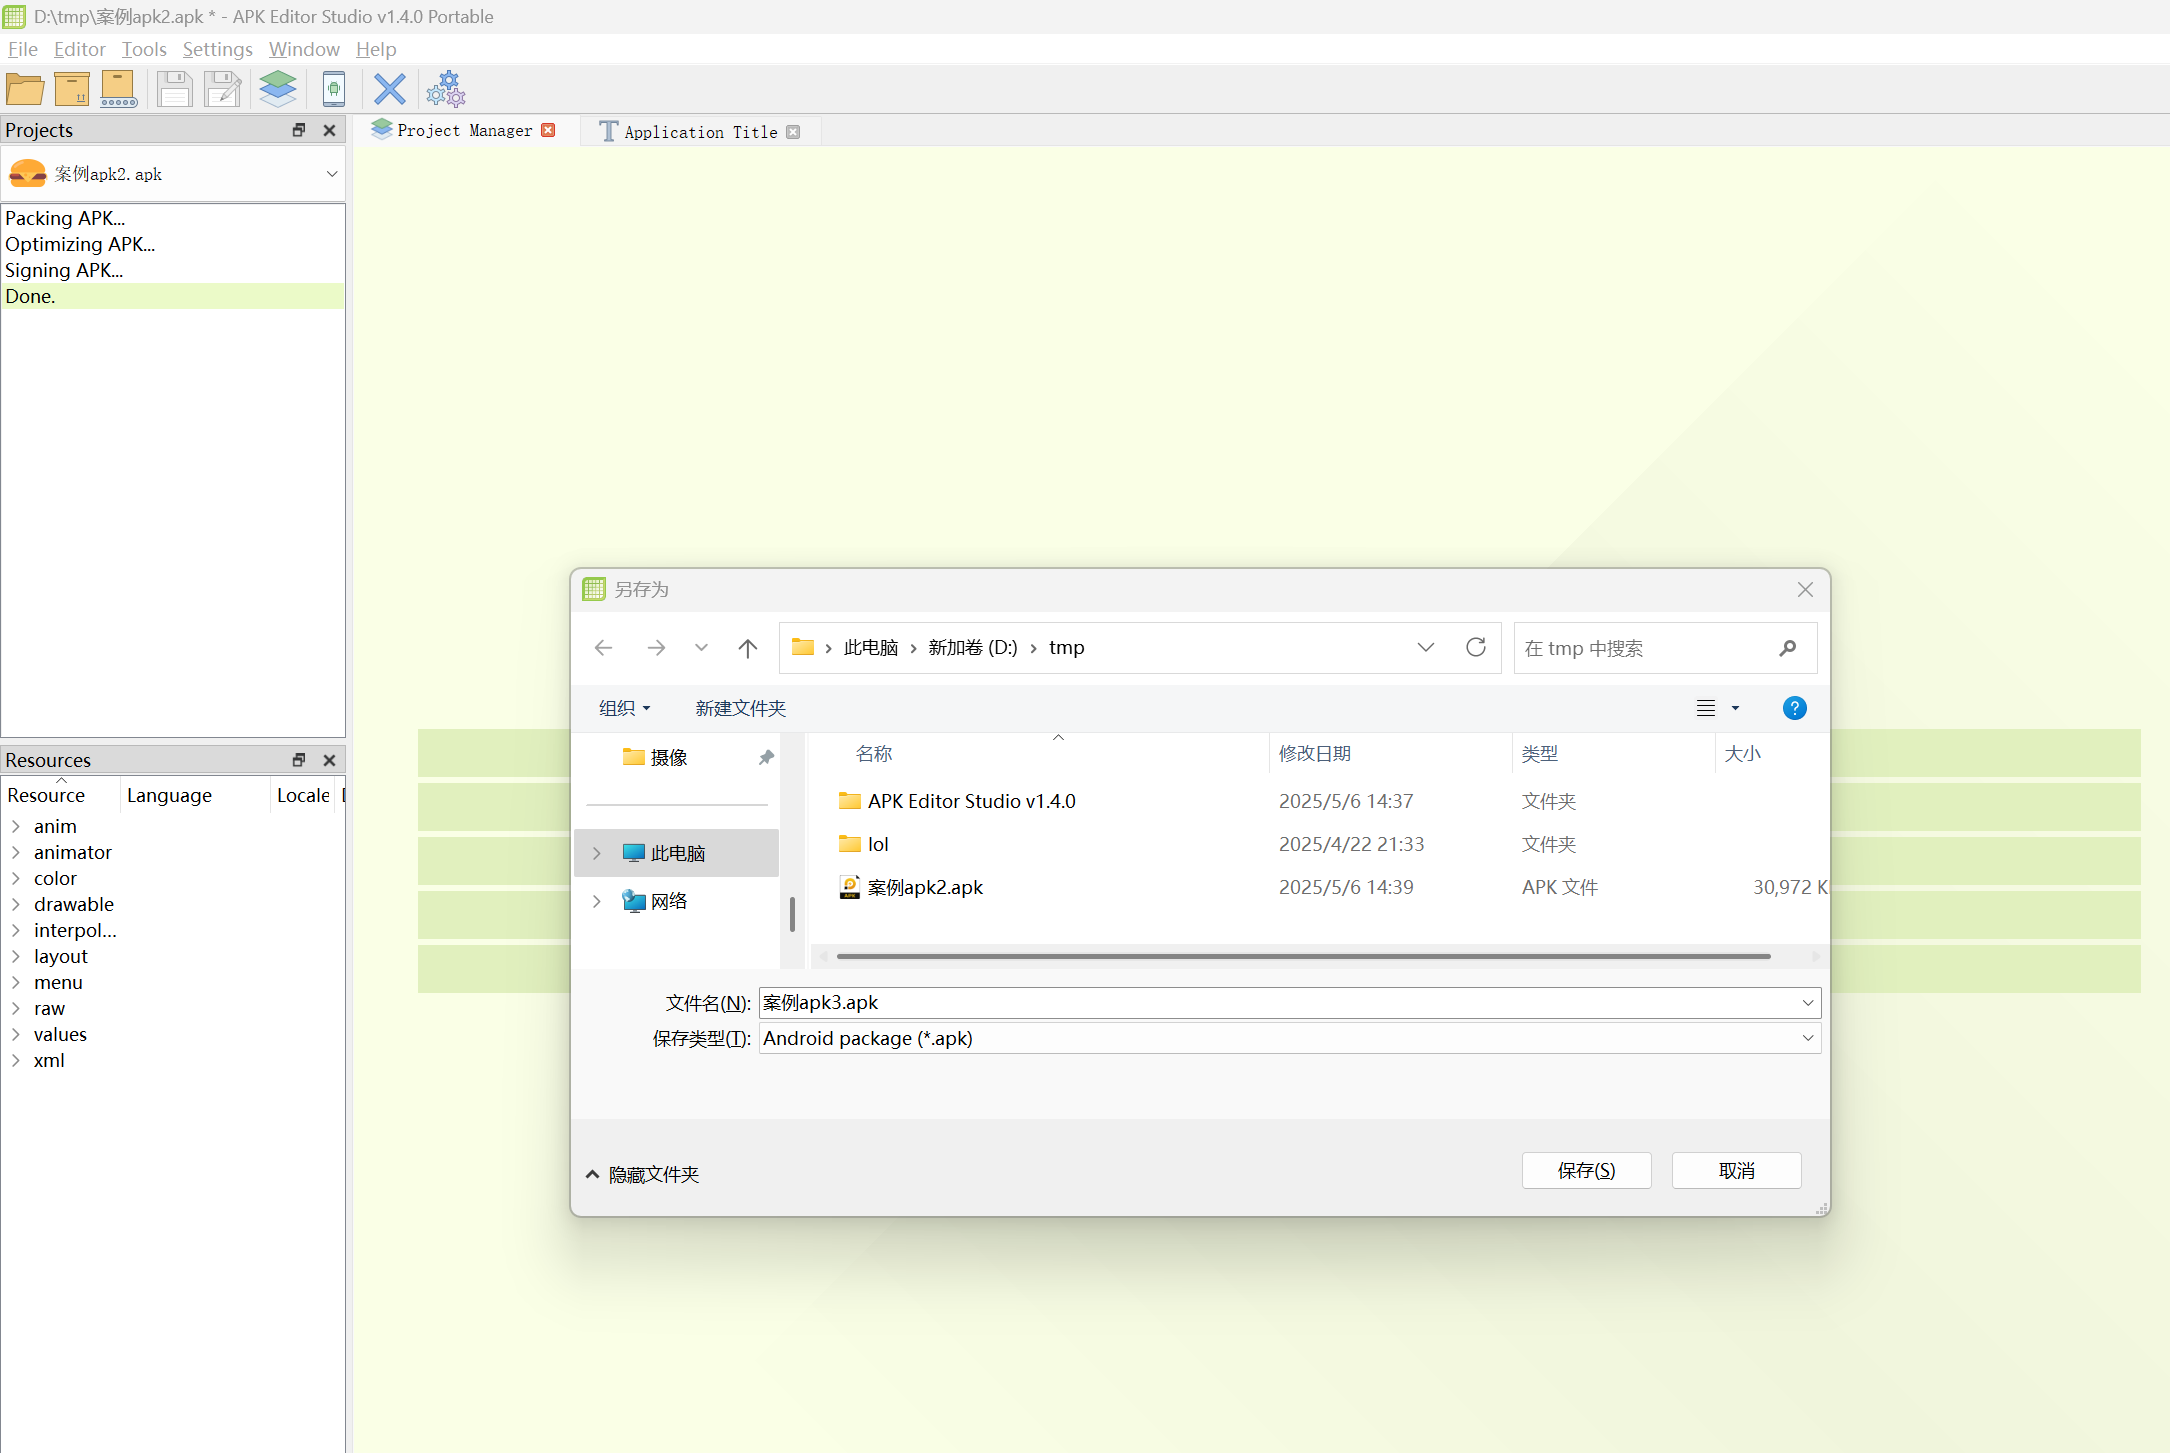 D:\tmp\案例apk2.apk * - APK Editor Studio v1.4.0 Portable
File Editor Tools Settings Window Help
Projects
案例apk2.apk
Packing APK...
Optimizing APK...
Signing APK...
Done.
Resources
Resource Language Locale
anim
animator
color
drawable
interpol...
layout
menu
raw
values
xml
Project Manager
Application Title
另存为
此电脑 新加卷 (D:) tmp
在 tmp 中搜索
组织 新建文件夹
摄像
此电脑
网络
名称 修改日期 类型 大小
APK Editor Studio v1.4.0 2025/5/6 14:37 文件夹
lol 2025/4/22 21:33 文件夹
案例apk2.apk 2025/5/6 14:39 APK 文件 30,972 K
文件名(N): 案例apk3.apk
保存类型(T): Android package (*.apk)
隐藏文件夹
保存(S) 取消